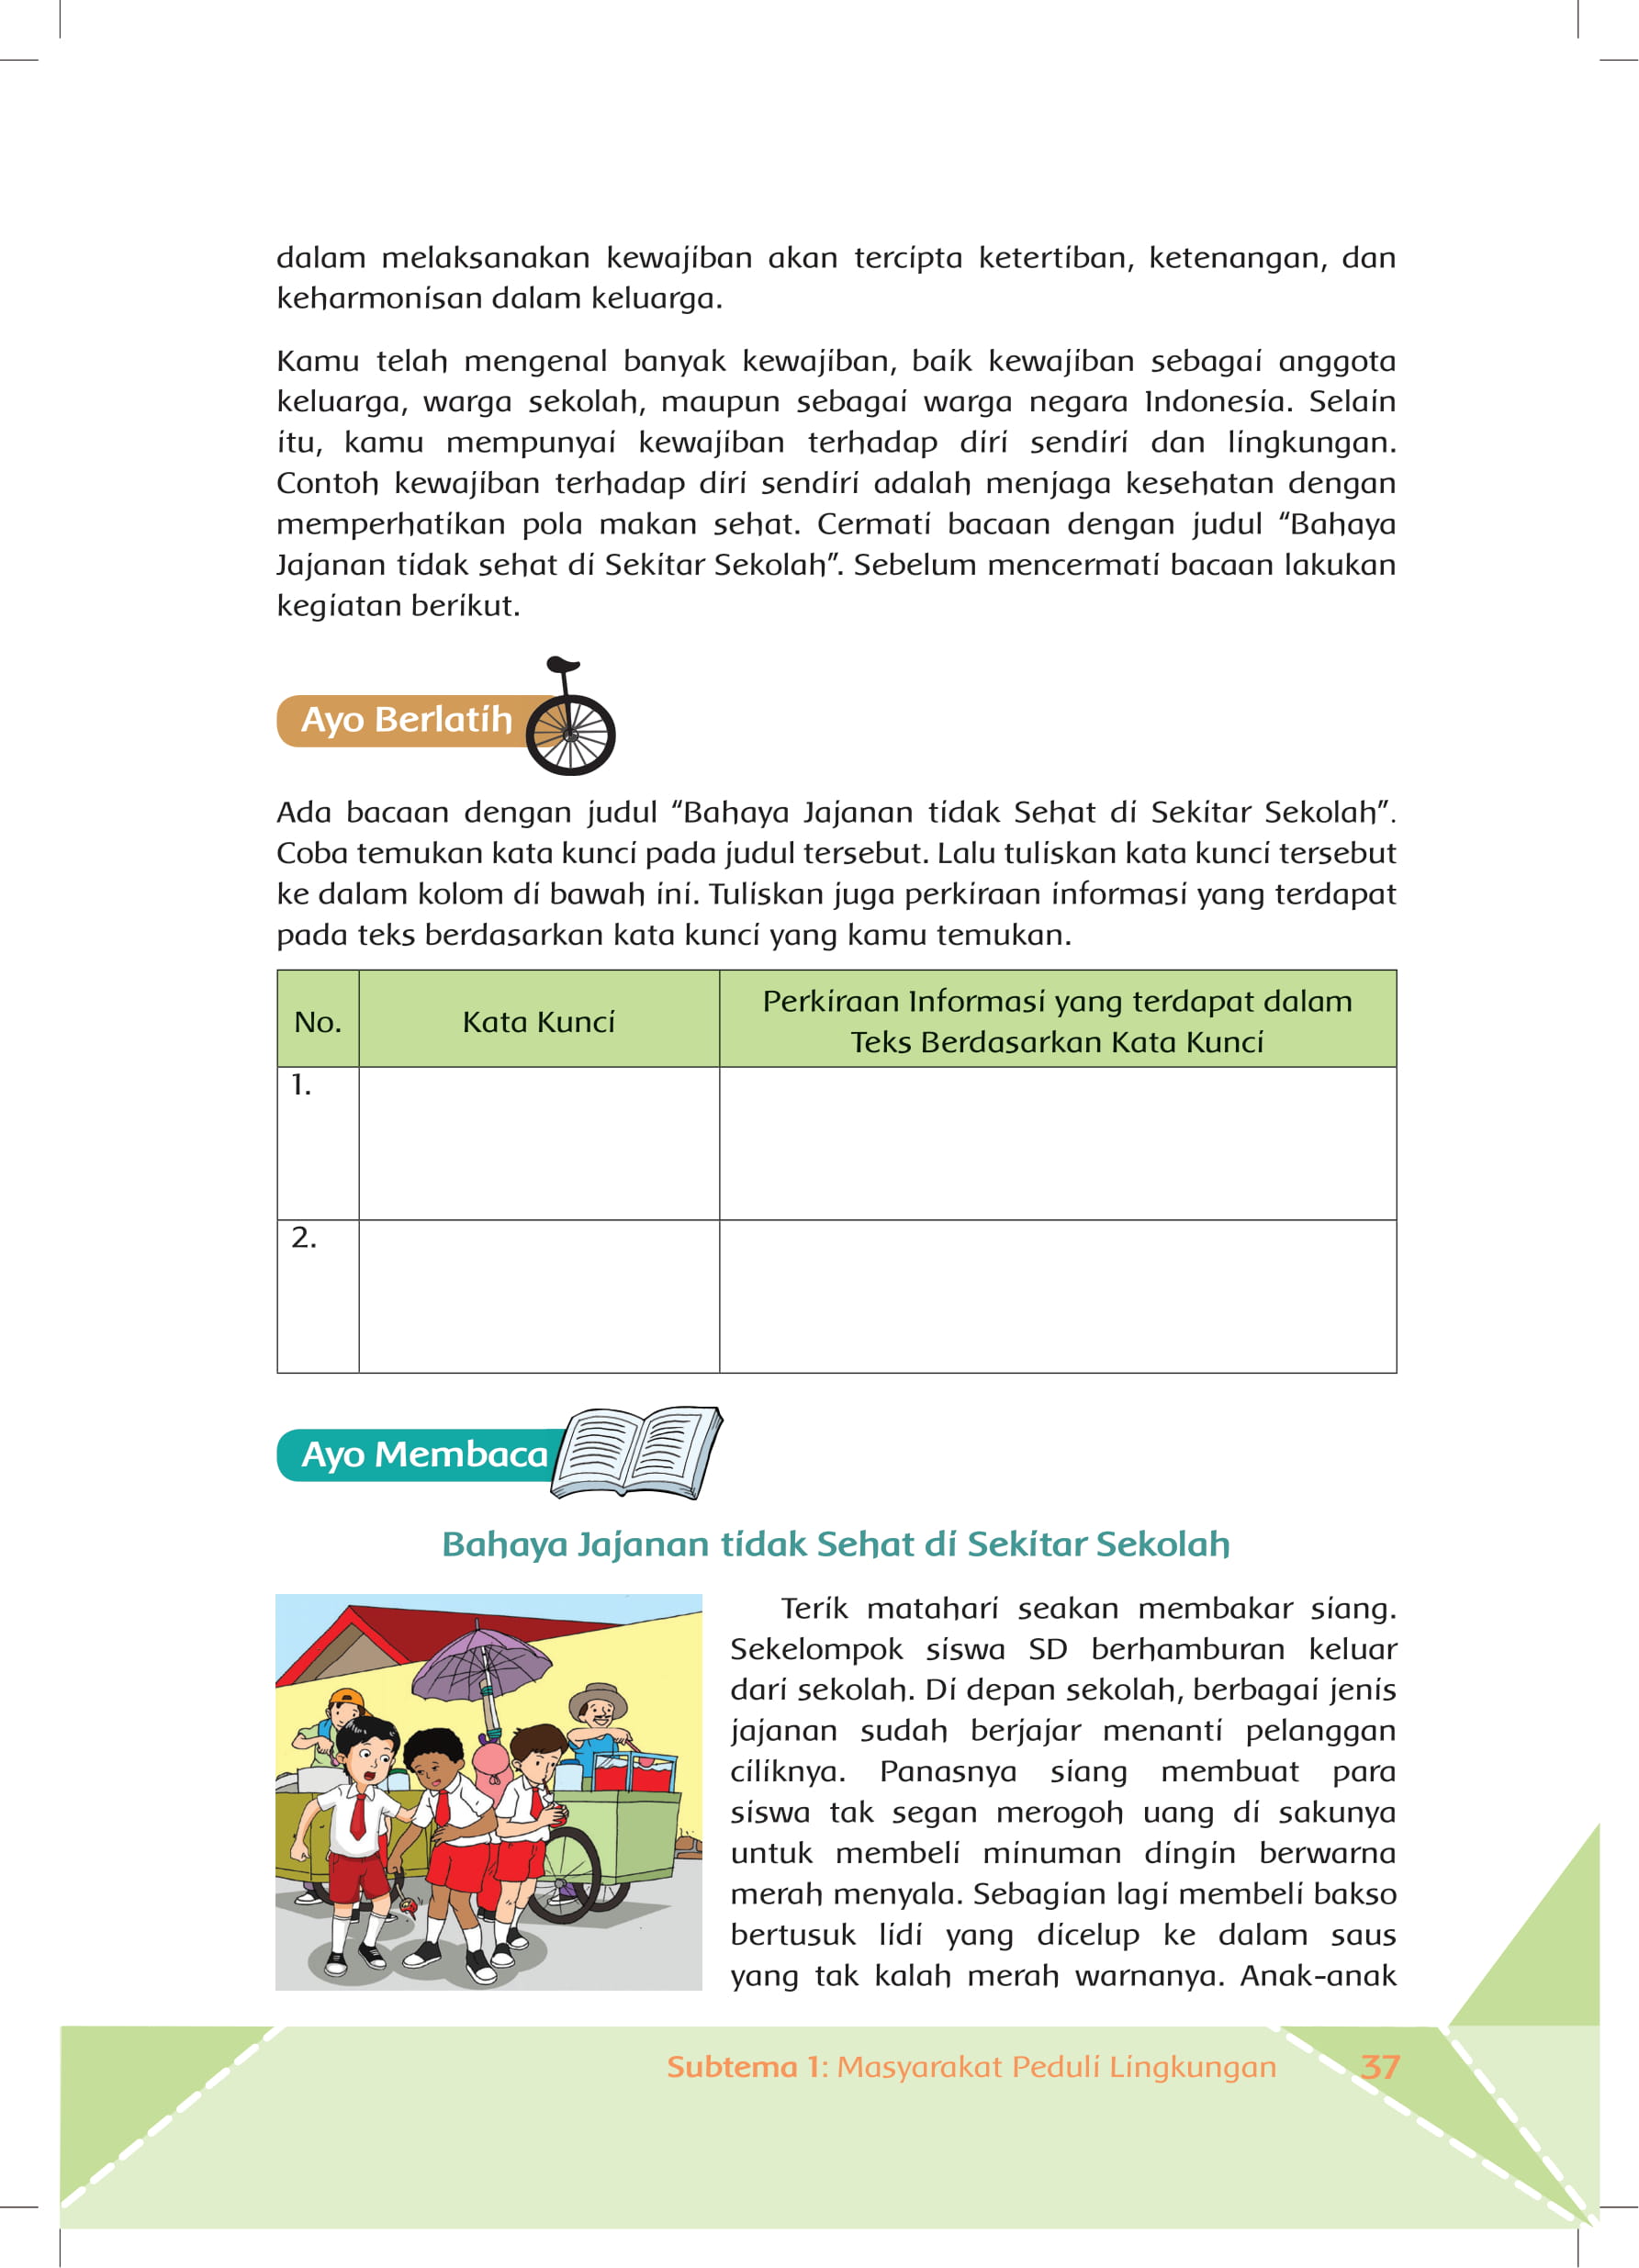 dalam melaksanakan kewajiban akan tercipta ketertiban, ketenangan, dan
keharmonisan dalam keluarga.
Kamu telah mengenal banyak kewajiban, baik kewajiban sebagai anggota
keluarga, warga sekolah, maupun sebagai warga negara Indonesia. Selain
itu, kamu mempunyai kewajiban terhadap diri sendiri dan lingkungan.
Contoh kewajiban terhadap diri sendiri adalah menjaga kesehatan dengan
memperhatikan pola makan sehat. Cermati bacaan dengan judul “Bahaya
Jajanan tidak sehat di Sekitar Sekolah”. Sebelum mencermati bacaan lakukan
kegiatan berikut.
Ayo Berlatih
Ada bacaan dengan judul “Bahaya Jajanan tidak Sehat di Sekitar Sekolah”.
Coba temukan kata kunci pada judul tersebut. Lalu tuliskan kata kunci tersebut
ke dalam kolom di bawah ini. Tuliskan juga perkiraan informasi yang terdapat
pada teks berdasarkan kata kunci yang kamu temukan.
No.
Kata Kunci
Perkiraan Informasi yang terdapat dalam
Teks Berdasarkan Kata Kunci
1.
2.
Ayo Membaca
Bahaya Jajanan tidak Sehat di Sekitar Sekolah
Terik matahari seakan membakar siang.
Sekelompok siswa SD berhamburan keluar
dari sekolah. Di depan sekolah, berbagai jenis
jajanan sudah berjajar menanti pelanggan
ciliknya. Panasnya siang membuat para
siswa tak segan merogoh uang di sakunya
untuk membeli minuman dingin berwarna
merah menyala. Sebagian lagi membeli bakso
bertusuk lidi yang dicelup ke dalam saus
yang tak kalah merah warnanya. Anak-anak
Subtema 1: Masyarakat Peduli Lingkungan
37